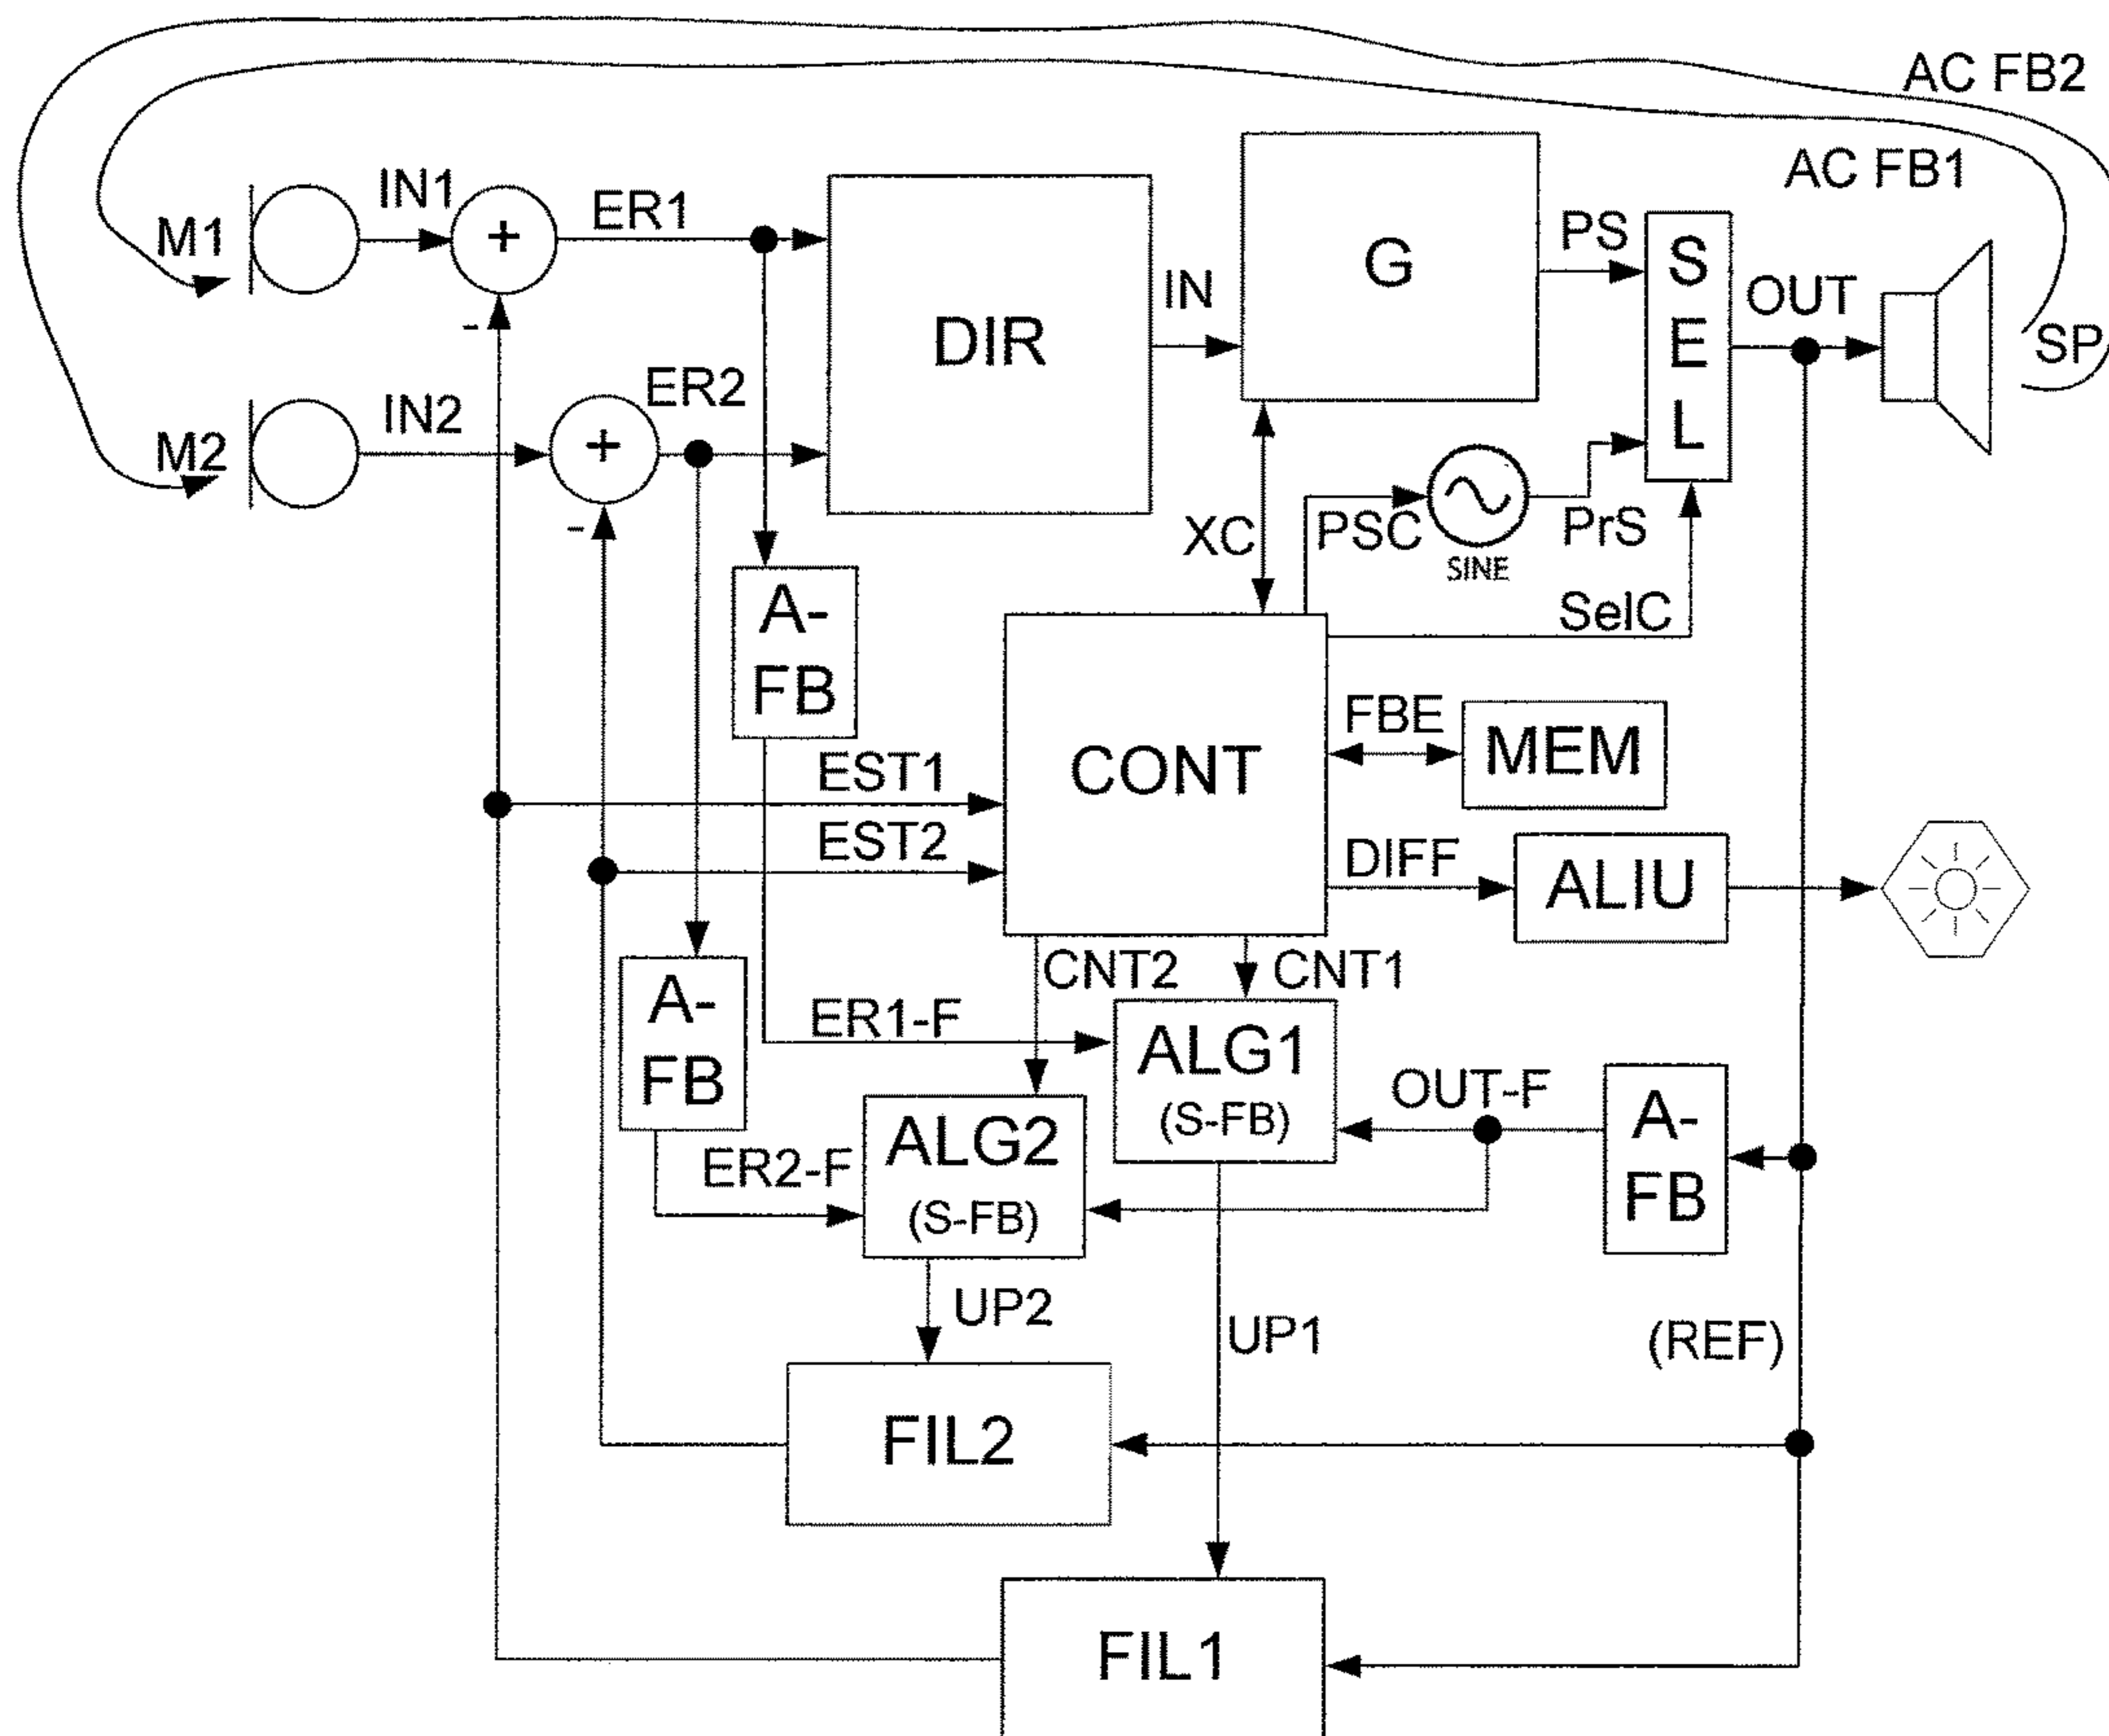 AC FB2
AC FB1
M1
IN1
+
ER1
-
DIR
IN
G
PS
S
E
L
OUT
SP
M2
IN2
+
ER2
-
XC
PSC
SINE
PrS
SelC
A-
FB
EST1
EST2
CONT
FBE
MEM
DIFF
ALIU
A-
FB
CNT2
CNT1
ER1-F
ALG1
(S-FB)
OUT-F
A-
FB
ER2-F
ALG2
(S-FB)
UP2
UP1
(REF)
FIL2
FIL1